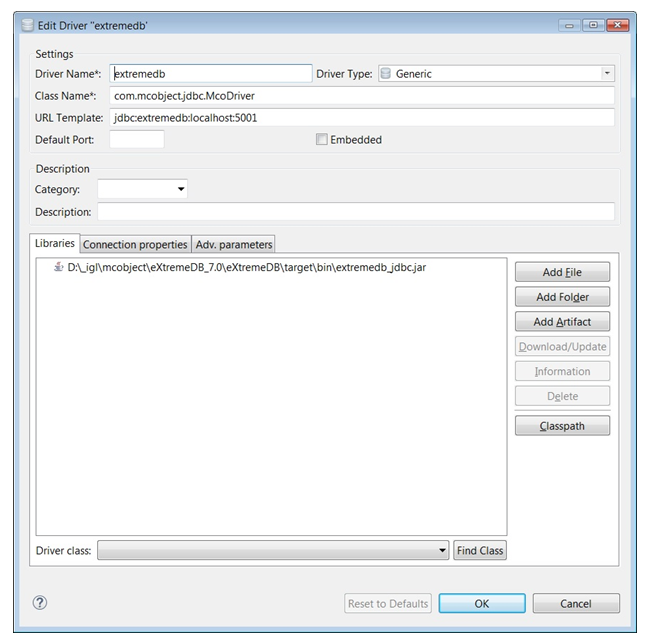 Edit Driver "extremedb'
Settings
Driver Name*: extremedb Driver Type: Generic
Class Name*: com.mcobject.jdbc.McoDriver
URL Template: jdbc:extremedb:localhost:5001
Default Port: Embedded
Description
Category:
Description:
Libraries Connection properties Adv. parameters
D:\_igl\mcobject\eXtremeDB_7.0\eXtremeDB\target\bin\extremedb_jdbc.jar
Add File
Add Folder
Add Artifact
Download/Update
Information
Delete
Classpath
Driver class: Find Class
? Reset to Defaults OK Cancel